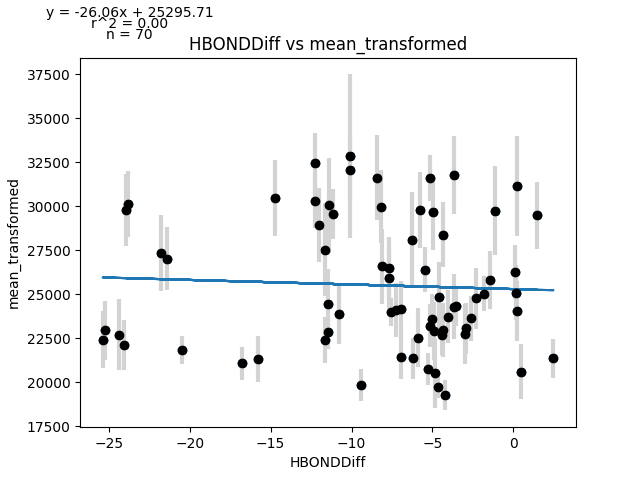 y = -26.06x + 25295.71
r^2 = 0.00
n = 70
HBONDDiff vs mean_transformed
37500
35000
32500
30000
27500
25000
22500
20000
17500
mean_transformed
−25
−20
−15
−10
−5
0
HBONDDiff